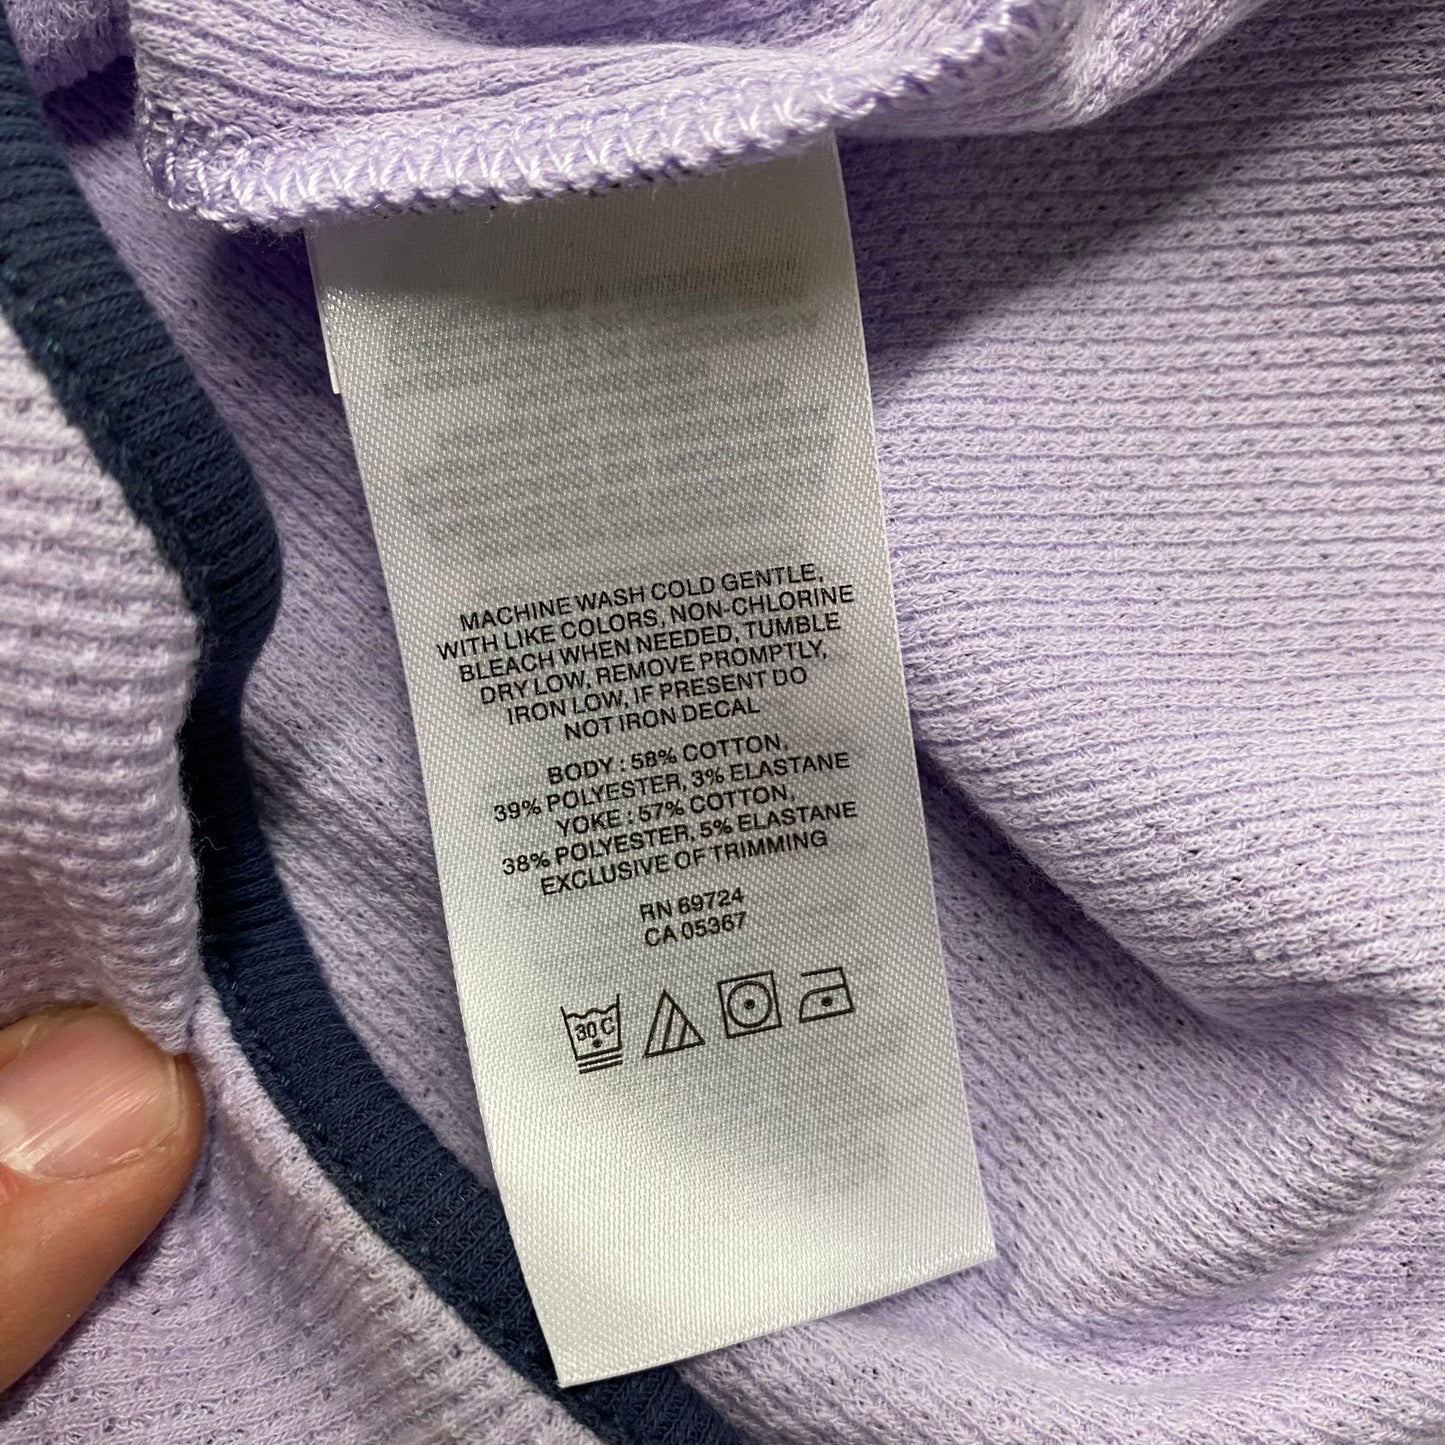 MACHINE WASH COLD GENTLE,
WITH LIKE COLORS, NON-CHLORINE
BLEACH WHEN NEEDED, TUMBLE
DRY LOW, REMOVE PROMPTLY,
IRON LOW, IF PRESENT DO
NOT IRON DECAL
BODY : 58% COTTON,
39% POLYESTER, 3% ELASTANE
YOKE : 57% COTTON,
38% POLYESTER, 5% ELASTANE
EXCLUSIVE OF TRIMMING
RN 69724
CA 05367
30 C